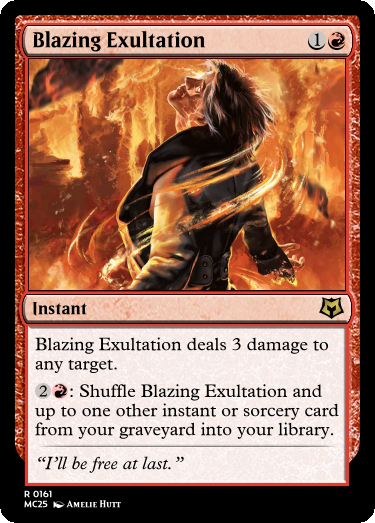 Blazing Exultation 1
Instant
Blazing Exultation deals 3 damage to
any target.
2 : Shuffle Blazing Exultation and
up to one other instant or sorcery card
from your graveyard into your library.
“I'll be free at last.”
R 0161
MC25 Amelie Hutt